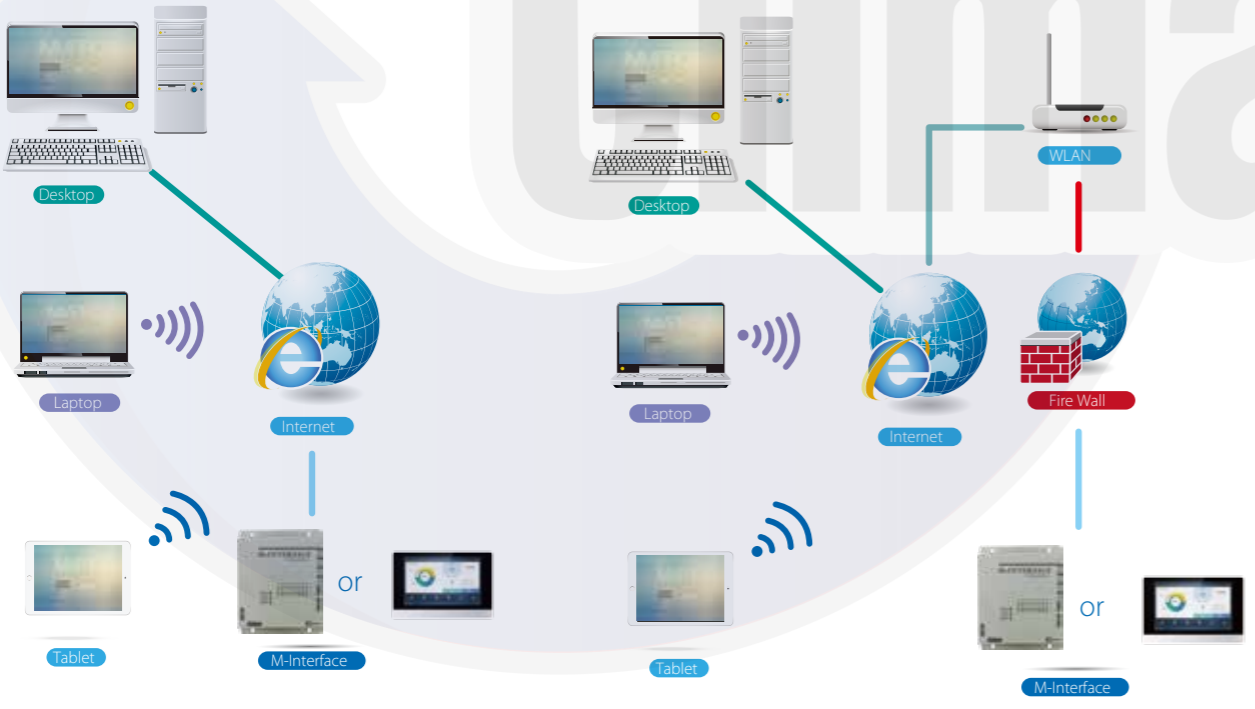 Desktop
Laptop
Internet
Tablet
or
M-Interface
Desktop
WLAN
Laptop
Internet
Fire Wall
Tablet
or
M-Interface